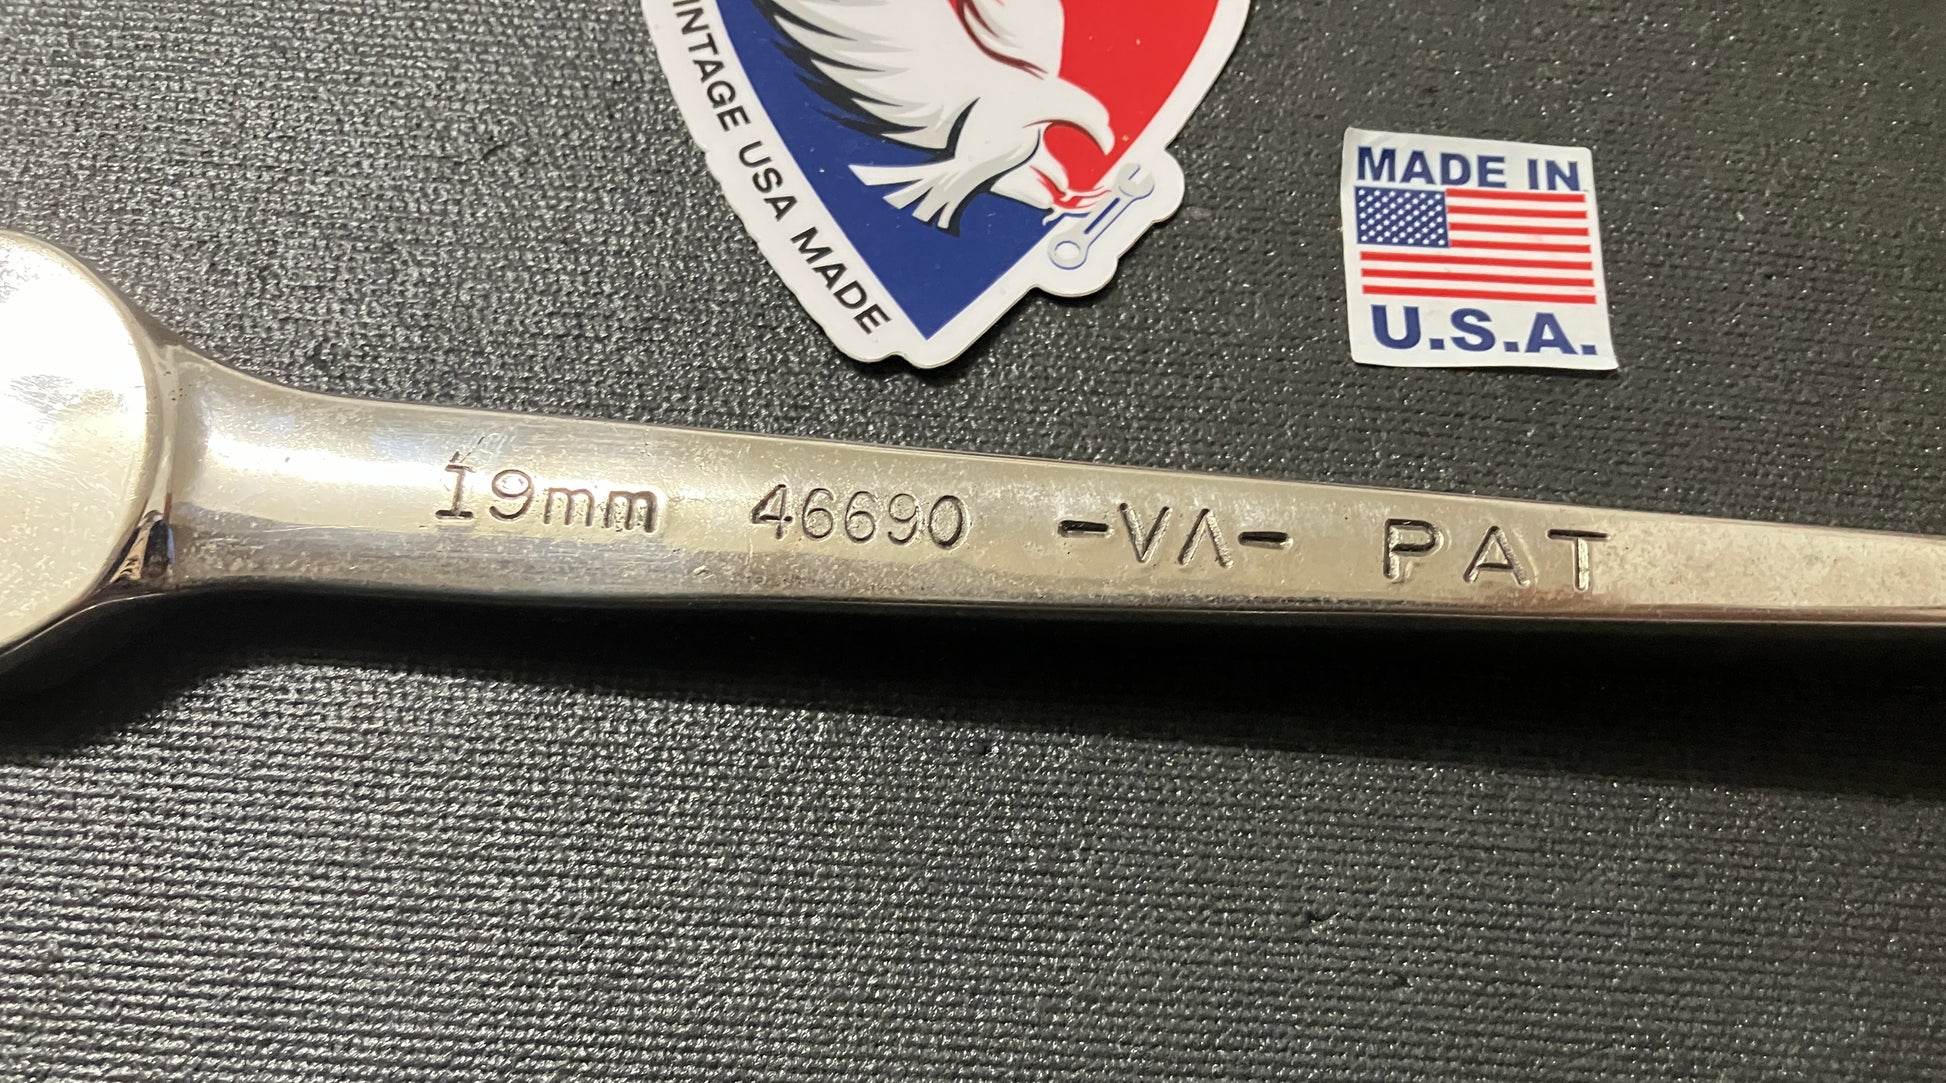 INTAGE USA MADE
MADE IN
U.S.A.
19mm 46690 -VA- PAT